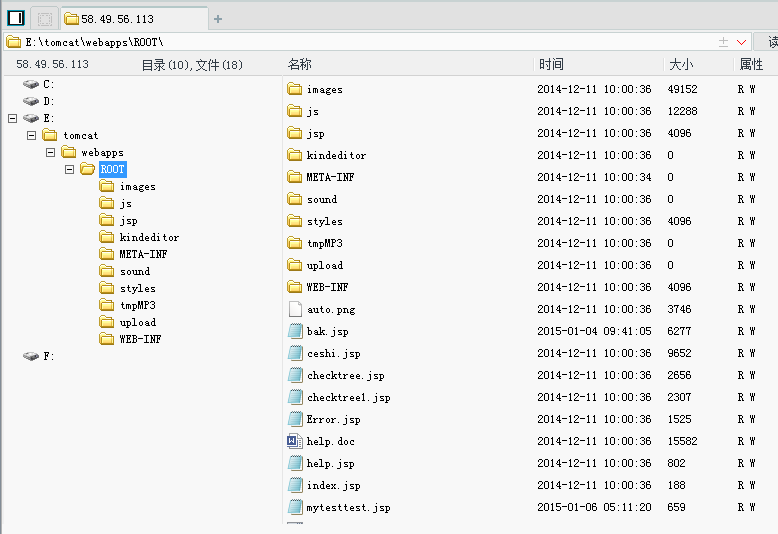 58.49.56.113
E:\tomcat\webapps\ROOT\
读
58.49.56.113 目录(10),文件(18)
名称 时间 大小 属性
C:
D:
E:
tomcat
webapps
ROOT
images
js
jsp
kindeditor
META-INF
sound
styles
tmpMP3
upload
WEB-INF
F:
images 2014-12-11 10:00:36 49152 R W
js 2014-12-11 10:00:36 12288 R W
jsp 2014-12-11 10:00:36 4096 R W
kindeditor 2014-12-11 10:00:36 0 R W
META-INF 2014-12-11 10:00:34 0 R W
sound 2014-12-11 10:00:36 0 R W
styles 2014-12-11 10:00:36 4096 R W
tmpMP3 2014-12-11 10:00:36 0 R W
upload 2014-12-11 10:00:36 0 R W
WEB-INF 2014-12-11 10:00:36 4096 R W
auto.png 2014-12-11 10:00:36 3746 R W
bak.jsp 2015-01-04 09:41:05 6277 R W
ceshi.jsp 2014-12-11 10:00:36 9652 R W
checktree.jsp 2014-12-11 10:00:36 2656 R W
checktree1.jsp 2014-12-11 10:00:36 2307 R W
Error.jsp 2014-12-11 10:00:36 1525 R W
help.doc 2014-12-11 10:00:36 15582 R W
help.jsp 2014-12-11 10:00:36 802 R W
index.jsp 2014-12-11 10:00:36 188 R W
mytesttest.jsp 2015-01-06 05:11:20 659 R W